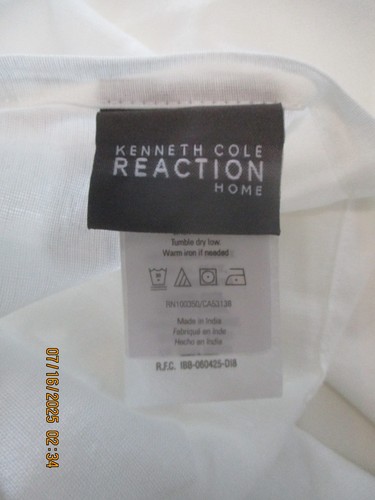 KENNETH COLE
REACTION
HOME
Tumble dry low.
Warm iron if needed
RN100350/CA53138
Made in India
Fabriqué en Inde
Hecho en India
R.F.C. IBB-060425-DI8
07/16/2025 02:34